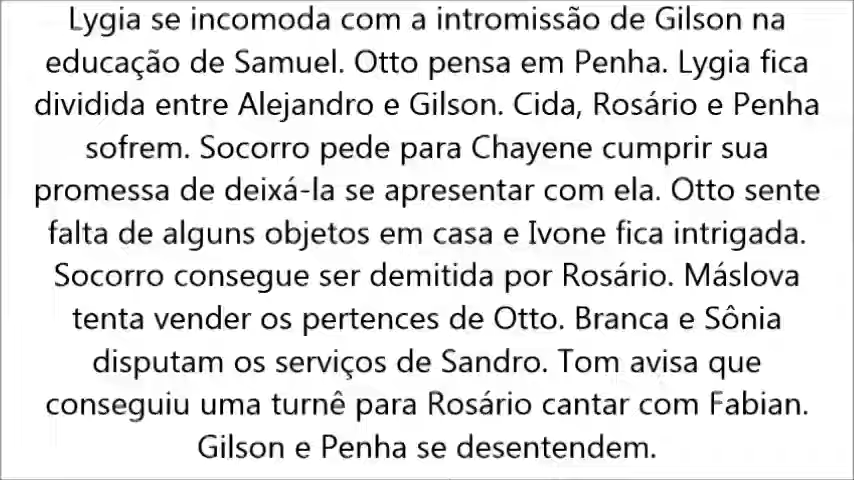 Lygia se incomoda com a intromissão de Gilson na
educação de Samuel. Otto pensa em Penha. Lygia fica
dividida entre Alejandro e Gilson. Cida, Rosário e Penha
sofrem. Socorro pede para Chayene cumprir sua
promessa de deixá-la se apresentar com ela. Otto sente
falta de alguns objetos em casa e Ivone fica intrigada.
Socorro consegue ser demitida por Rosário. Máslova
tenta vender os pertences de Otto. Branca e Sônia
disputam os serviços de Sandro. Tom avisa que
conseguiu uma turnê para Rosário cantar com Fabian.
Gilson e Penha se desentendem.